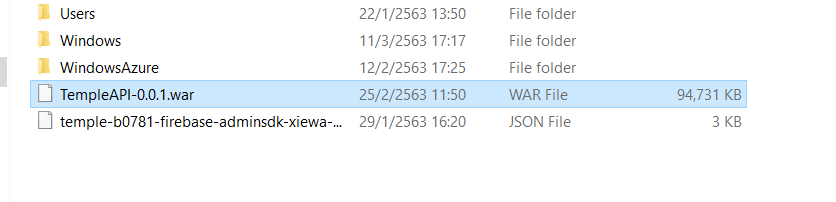 Users 22/1/2563 13:50 File folder
Windows 11/3/2563 17:17 File folder
WindowsAzure 12/2/2563 17:25 File folder
TempleAPI-0.0.1.war 25/2/2563 11:50 WAR File 94,731 KB
temple-b0781-firebase-adminsdk-xiewa-... 29/1/2563 16:20 JSON File 3 KB